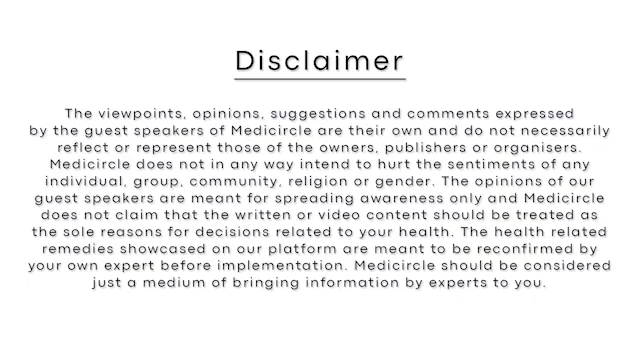 Disclaimer
The viewpoints, opinions, suggestions and comments expressed
by the guest speakers of Medicircle are their own and do not necessarily
reflect or represent those of the owners, publishers or organisers.
Medicircle does not in any way intend to hurt the sentiments of any
individual, group, community, religion or gender. The opinions of our
guest speakers are meant for spreading awareness only and Medicircle
does not claim that the written or video content should be treated as
the sole reasons for decisions related to your health. The health related
remedies showcased on our platform are meant to be reconfirmed by
your own expert before implementation. Medicircle should be considered
just a medium of bringing information by experts to you.